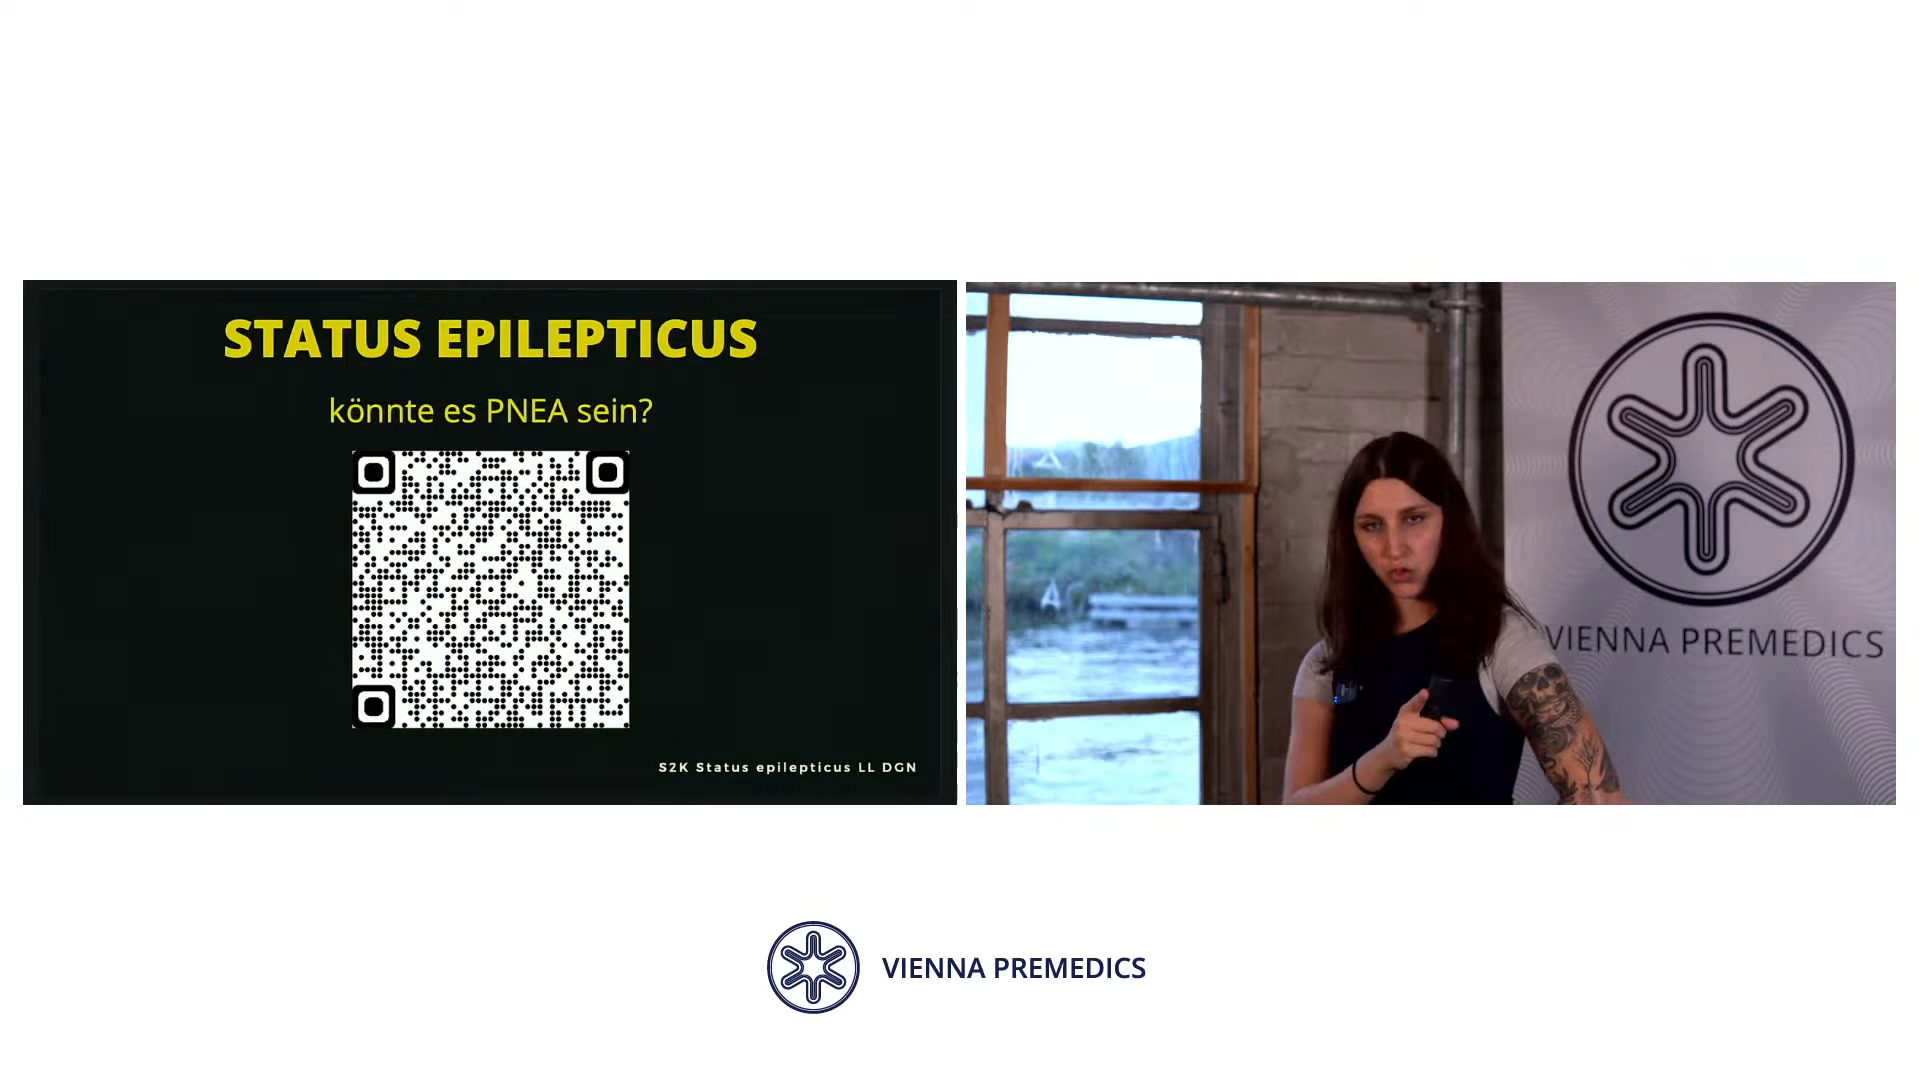 STATUS EPILEPTICUS
könnte es PNEA sein?
S2K Status epilepticus LL DGN
VIENNA PREMEDICS
VIENNA PREMEDICS